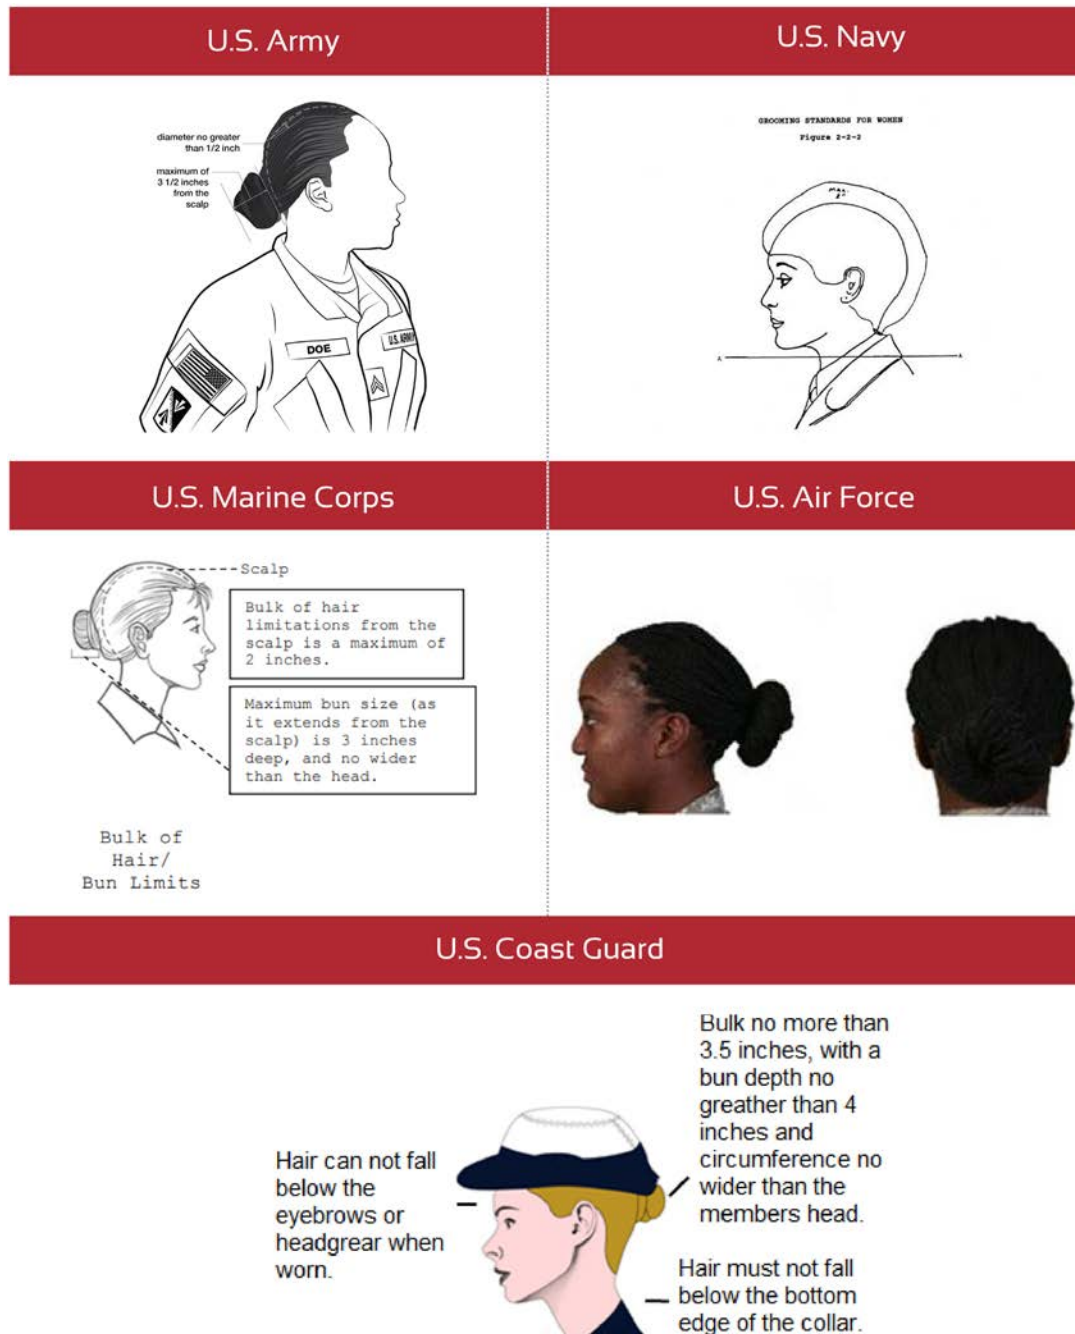 U.S. Army
U.S. Navy
diameter no greater
than 1/2 inch
maximum of
3 1/2 inches
from the
scalp
DOE
U.S. ARMY
GROOMING STANDARDS FOR WOMEN
Figure 2-2-2
A
A
U.S. Marine Corps
U.S. Air Force
Scalp
Bulk of hair
limitations from the
scalp is a maximum of
2 inches.
Maximum bun size (as
it extends from the
scalp) is 3 inches
deep, and no wider
than the head.
Bulk of
Hair/
Bun Limits
U.S. Coast Guard
Bulk no more than
3.5 inches, with a
bun depth no
greather than 4
inches and
circumference no
wider than the
members head.
Hair can not fall
below the
eyebrows or
headgrear when
worn.
Hair must not fall
below the bottom
edge of the collar.